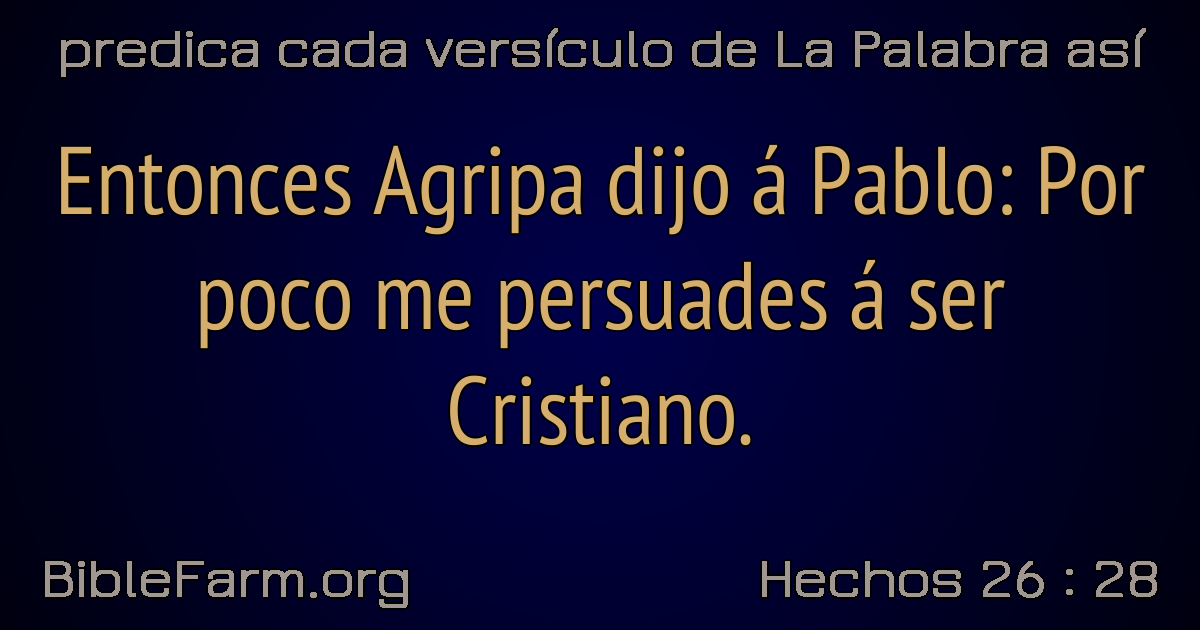 predica cada versículo de La Palabra así
Entonces Agripa dijo á Pablo: Por
poco me persuades á ser
Cristiano.
BibleFarm.org
Hechos 26 : 28